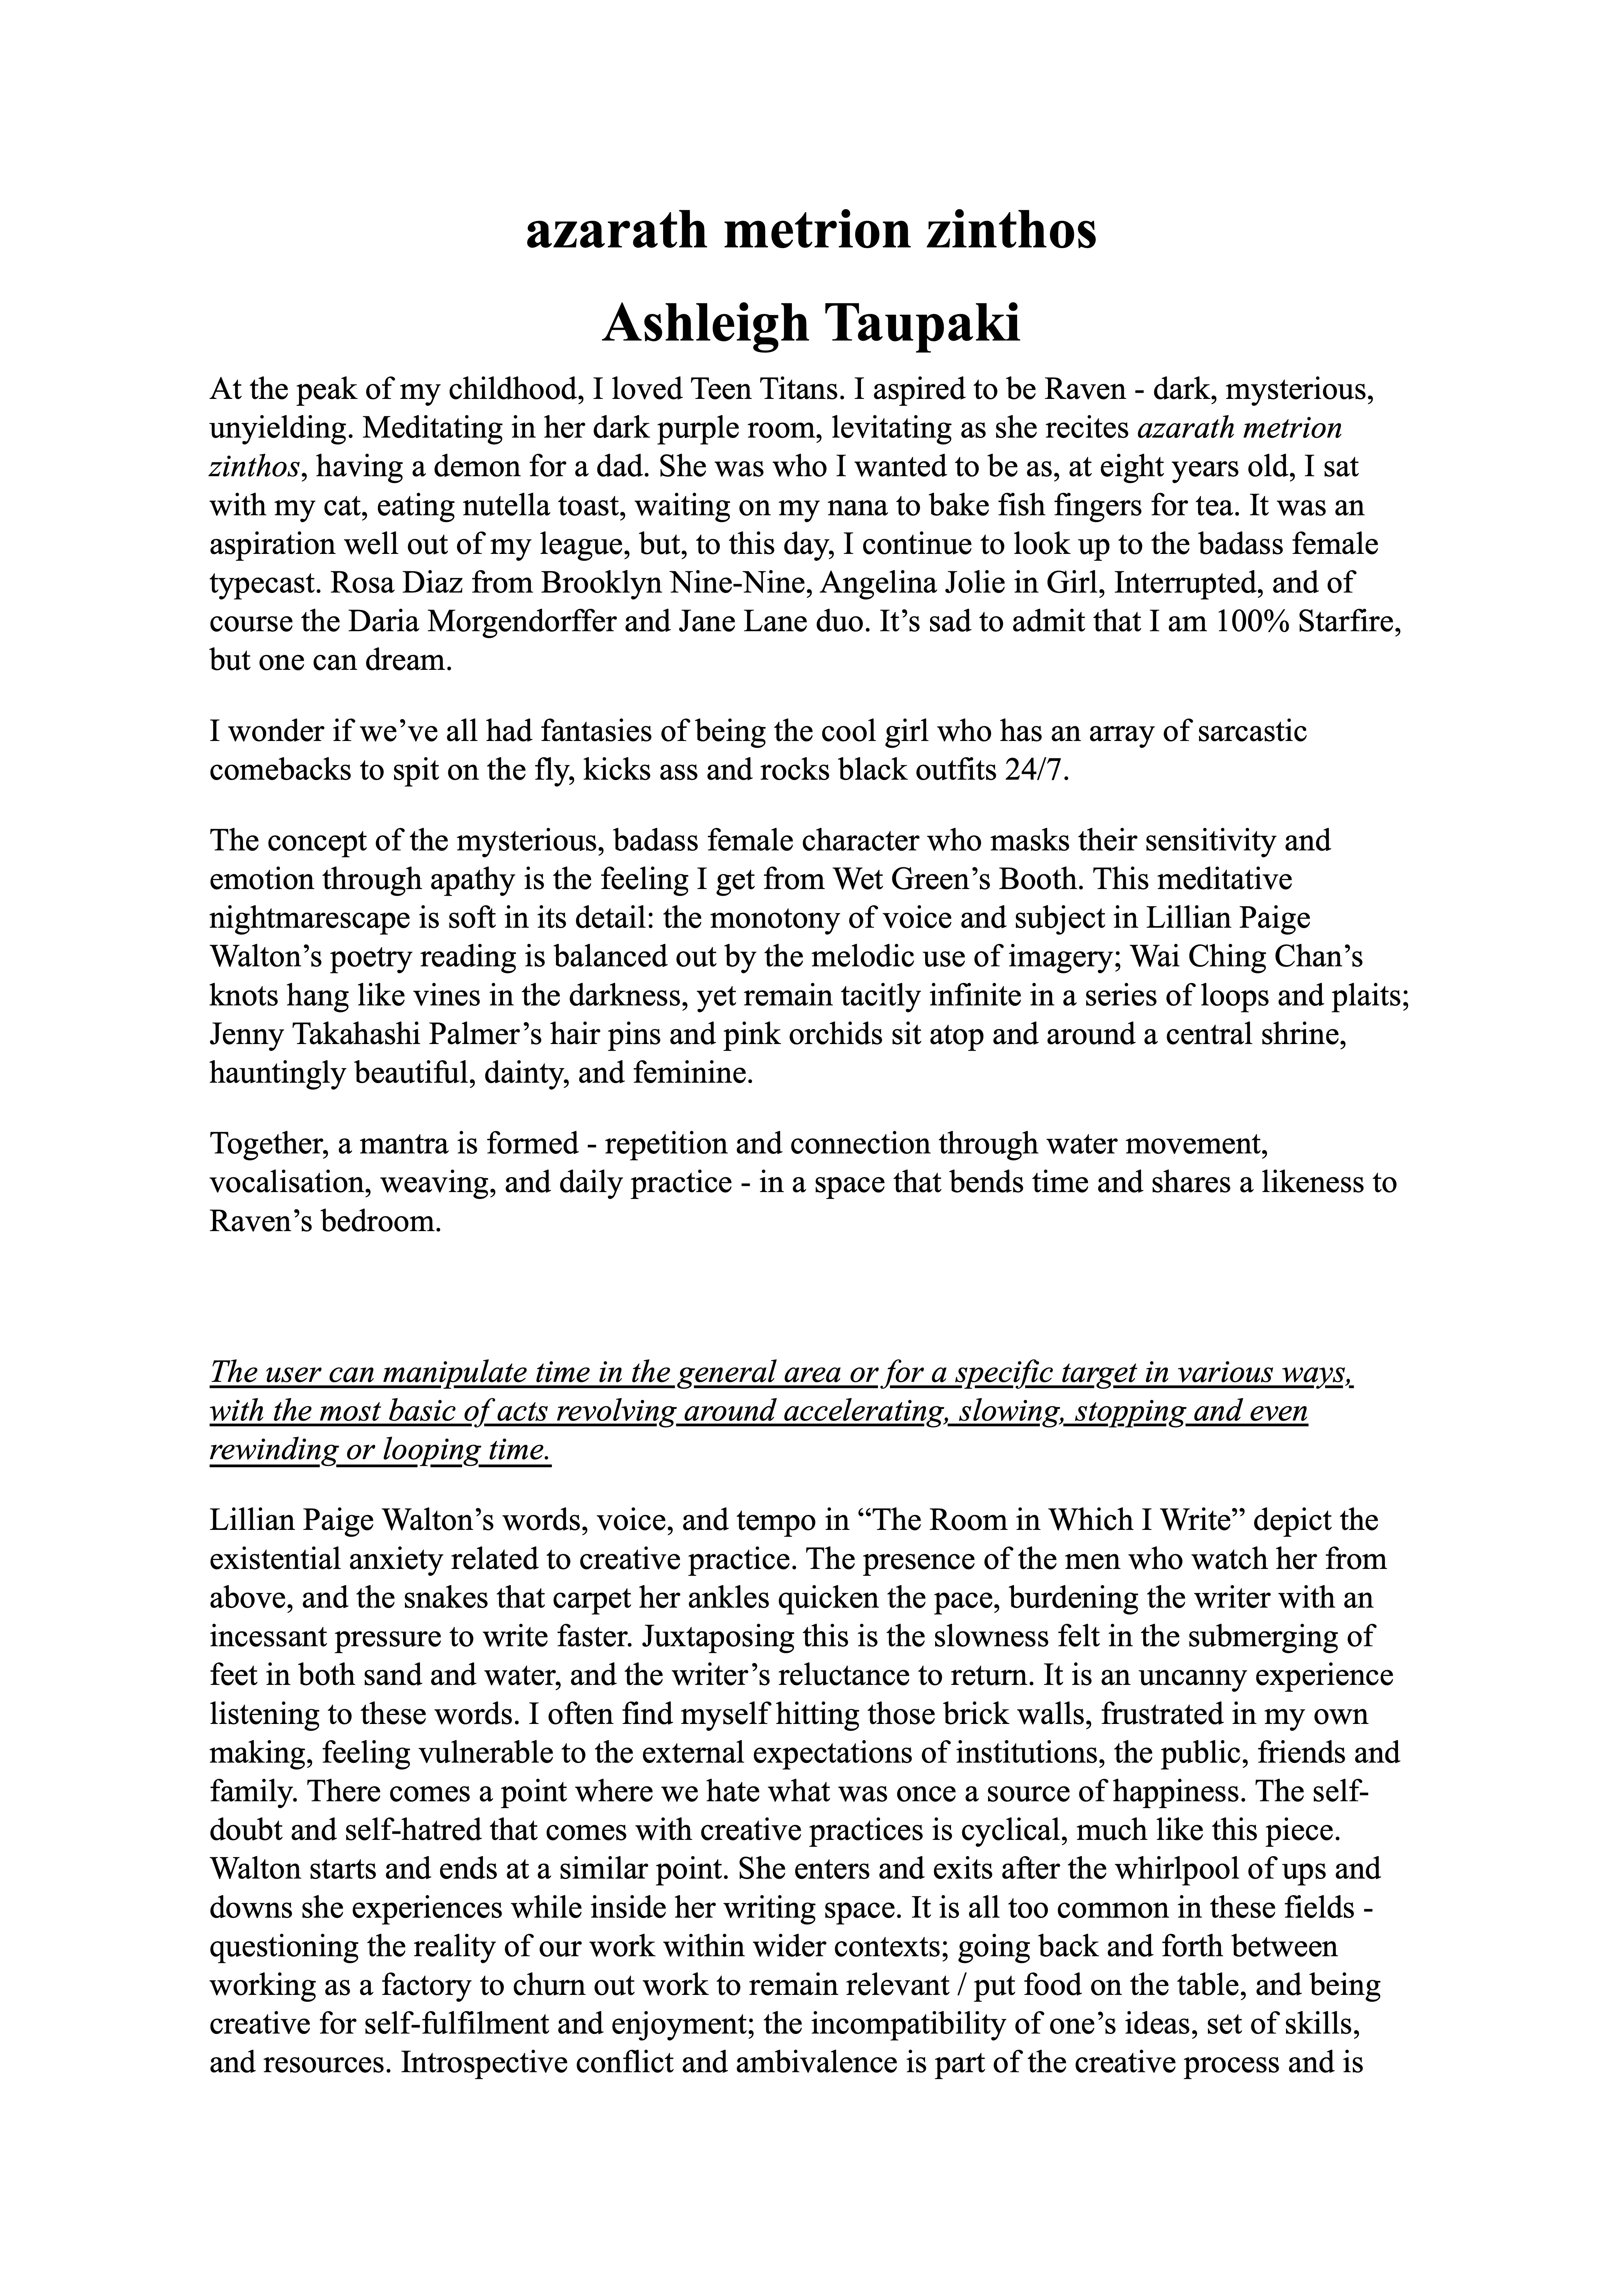 azarath metrion zinthos
Ashleigh Taupaki
At the peak of my childhood, I loved Teen Titans. I aspired to be Raven - dark, mysterious,
unyielding. Meditating in her dark purple room, levitating as she recites azarath metrion
zinthos, having a demon for a dad. She was who I wanted to be as, at eight years old, I sat
with my cat, eating nutella toast, waiting on my nana to bake fish fingers for tea. It was an
aspiration well out of my league, but, to this day, I continue to look up to the badass female
typecast. Rosa Diaz from Brooklyn Nine-Nine, Angelina Jolie in Girl, Interrupted, and of
course the Daria Morgendorffer and Jane Lane duo. It’s sad to admit that I am 100% Starfire,
but one can dream.
I wonder if we’ve all had fantasies of being the cool girl who has an array of sarcastic
comebacks to spit on the fly, kicks ass and rocks black outfits 24/7.
The concept of the mysterious, badass female character who masks their sensitivity and
emotion through apathy is the feeling I get from Wet Green’s Booth. This meditative
nightmarescape is soft in its detail: the monotony of voice and subject in Lillian Paige
Walton’s poetry reading is balanced out by the melodic use of imagery; Wai Ching Chan’s
knots hang like vines in the darkness, yet remain tacitly infinite in a series of loops and plaits;
Jenny Takahashi Palmer’s hair pins and pink orchids sit atop and around a central shrine,
hauntingly beautiful, dainty, and feminine.
Together, a mantra is formed - repetition and connection through water movement,
vocalisation, weaving, and daily practice - in a space that bends time and shares a likeness to
Raven’s bedroom.
The user can manipulate time in the general area or for a specific target in various ways,
with the most basic of acts revolving around accelerating, slowing, stopping and even
rewinding or looping time.
Lillian Paige Walton’s words, voice, and tempo in “The Room in Which I Write” depict the
existential anxiety related to creative practice. The presence of the men who watch her from
above, and the snakes that carpet her ankles quicken the pace, burdening the writer with an
incessant pressure to write faster. Juxtaposing this is the slowness felt in the submerging of
feet in both sand and water, and the writer’s reluctance to return. It is an uncanny experience
listening to these words. I often find myself hitting those brick walls, frustrated in my own
making, feeling vulnerable to the external expectations of institutions, the public, friends and
family. There comes a point where we hate what was once a source of happiness. The self-
doubt and self-hatred that comes with creative practices is cyclical, much like this piece.
Walton starts and ends at a similar point. She enters and exits after the whirlpool of ups and
downs she experiences while inside her writing space. It is all too common in these fields -
questioning the reality of our work within wider contexts; going back and forth between
working as a factory to churn out work to remain relevant / put food on the table, and being
creative for self-fulfilment and enjoyment; the incompatibility of one’s ideas, set of skills,
and resources. Introspective conflict and ambivalence is part of the creative process and is